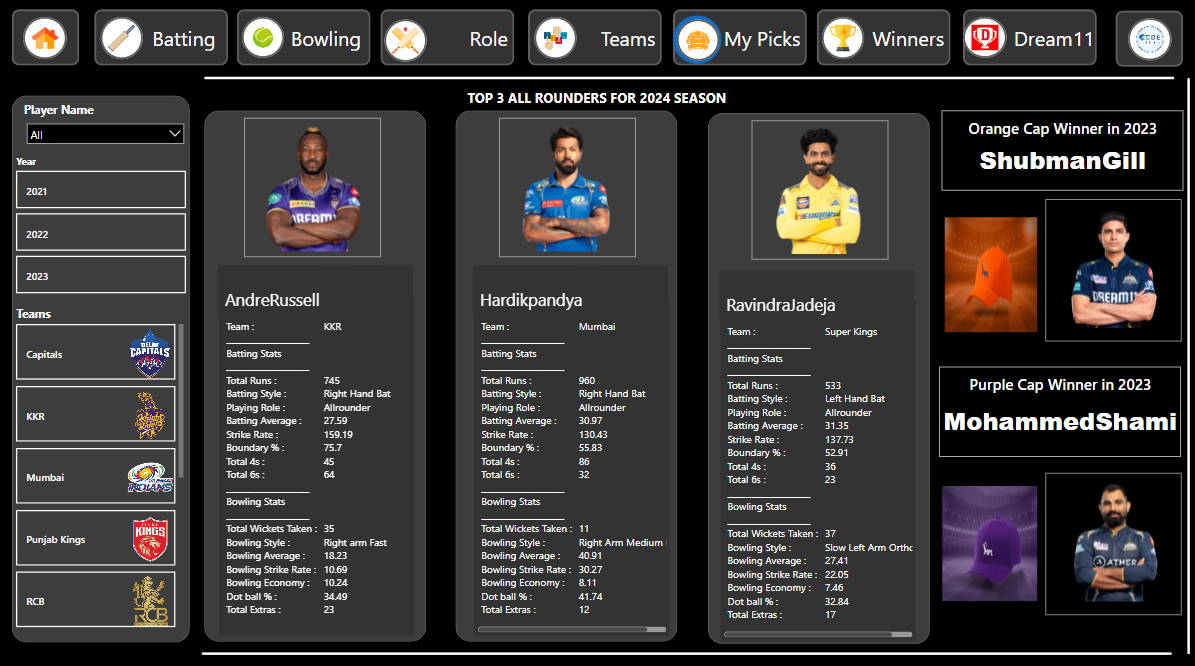 Batting
Bowling
Role
Teams
My Picks
Winners
Dream11
CODE
Player Name
All
Year
2021
2022
2023
Teams
Capitals
DELHI
CAPITALS
KKR
Mumbai
INDIANS
Punjab Kings
KINGS
RCB
RCB
TOP 3 ALL ROUNDERS FOR 2024 SEASON
DREAM11
AndreRussell
Team : KKR
Batting Stats
Total Runs : 745
Batting Style : Right Hand Bat
Playing Role : Allrounder
Batting Average : 27.59
Strike Rate : 159.19
Boundary % : 75.7
Total 4s : 45
Total 6s : 64
Bowling Stats
Total Wickets Taken : 35
Bowling Style : Right arm Fast
Bowling Average : 18.23
Bowling Strike Rate : 10.69
Bowling Economy : 10.24
Dot ball % : 34.49
Total Extras : 23
Hardikpandya
Team : Mumbai
Batting Stats
Total Runs : 960
Batting Style : Right Hand Bat
Playing Role : Allrounder
Batting Average : 30.97
Strike Rate : 130.43
Boundary % : 55.83
Total 4s : 86
Total 6s : 32
Bowling Stats
Total Wickets Taken : 11
Bowling Style : Right Arm Medium
Bowling Average : 40.91
Bowling Strike Rate : 30.27
Bowling Economy : 8.11
Dot ball % : 41.74
Total Extras : 12
RavindraJadeja
Team : Super Kings
Batting Stats
Total Runs : 533
Batting Style : Left Hand Bat
Playing Role : Allrounder
Batting Average : 31.35
Strike Rate : 137.73
Boundary % : 52.91
Total 4s : 36
Total 6s : 23
Bowling Stats
Total Wickets Taken : 37
Bowling Style : Slow Left Arm Ortho
Bowling Average : 27.41
Bowling Strike Rate : 22.05
Bowling Economy : 7.46
Dot ball % : 32.84
Total Extras : 17
Orange Cap Winner in 2023
ShubmanGill
DREAM11
Purple Cap Winner in 2023
MohammedShami
ATHER